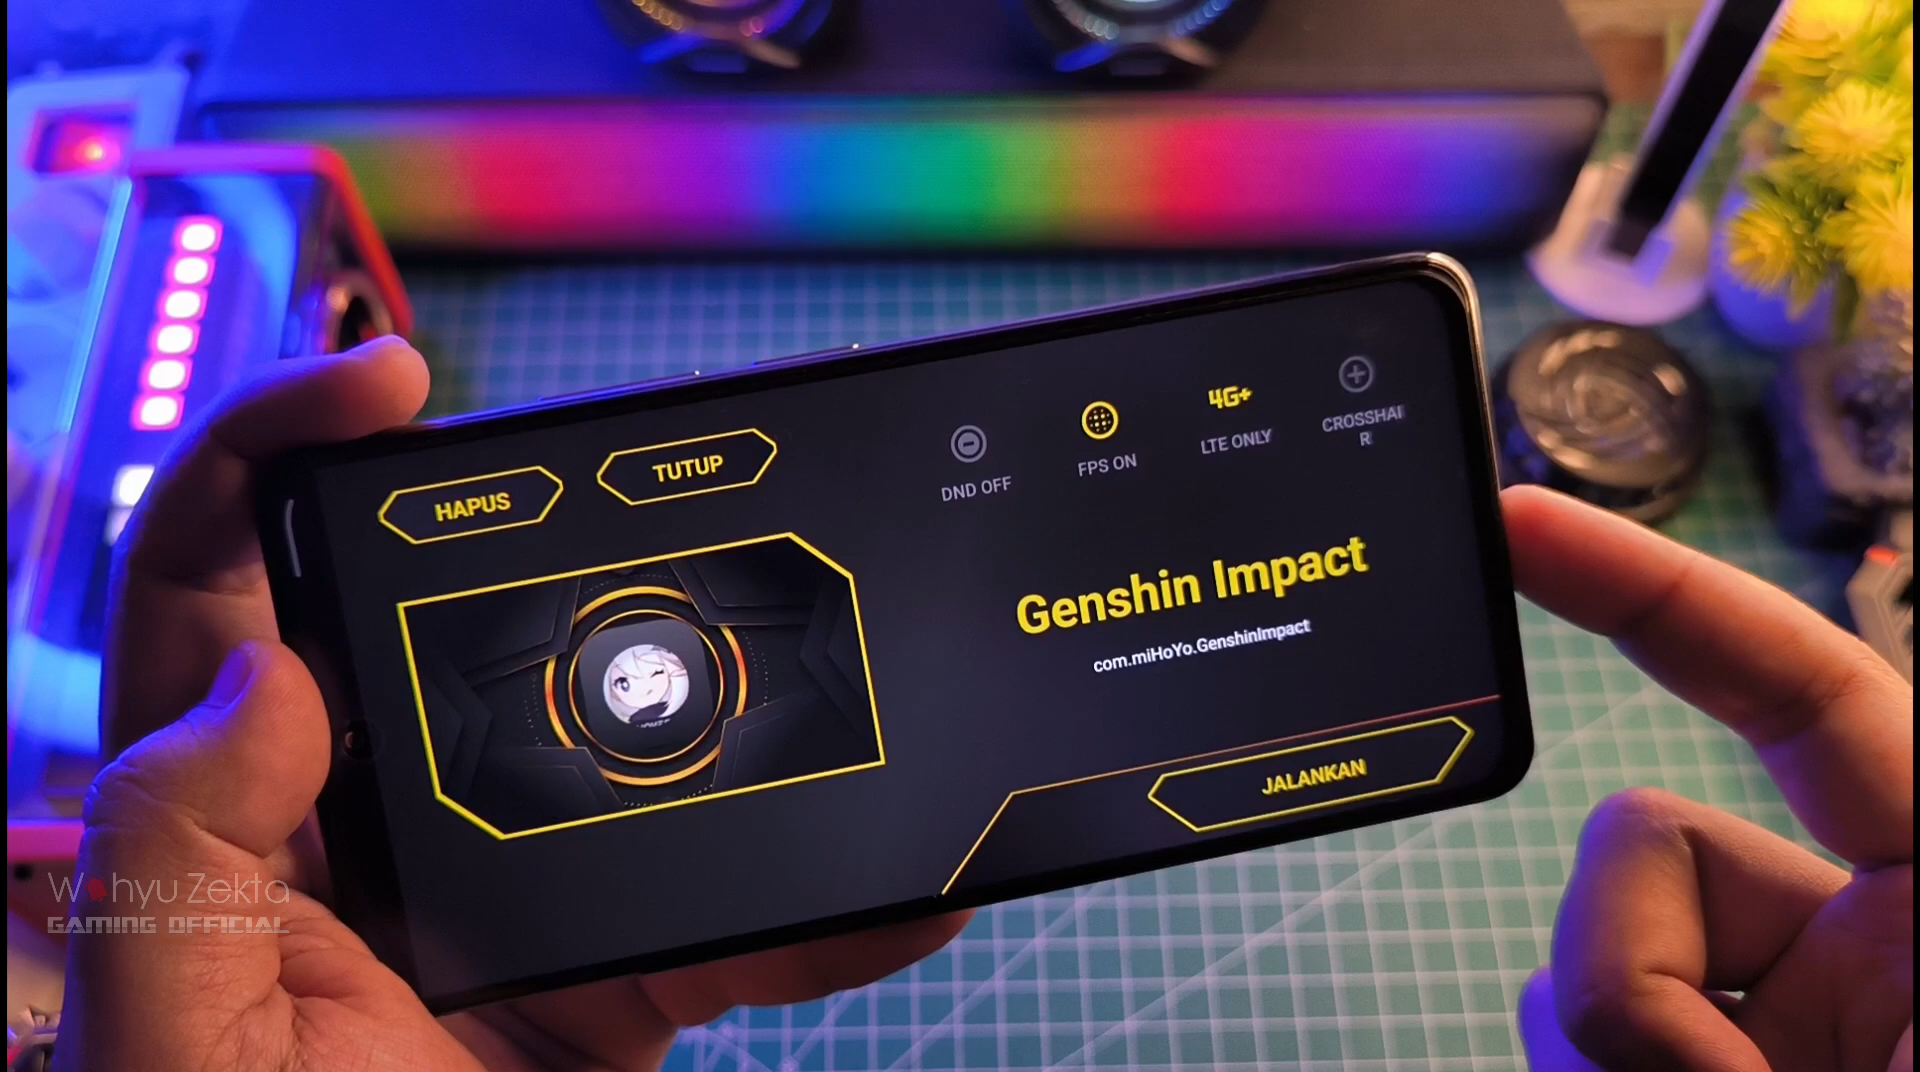 HAPUS
TUTUP
DND OFF
FPS ON
4G+
LTE ONLY
CROSSHAI
R
Genshin Impact
com.miHoYo.GenshinImpact
JALANKAN
Wahyu Zekta
GAMING OFFICIAL